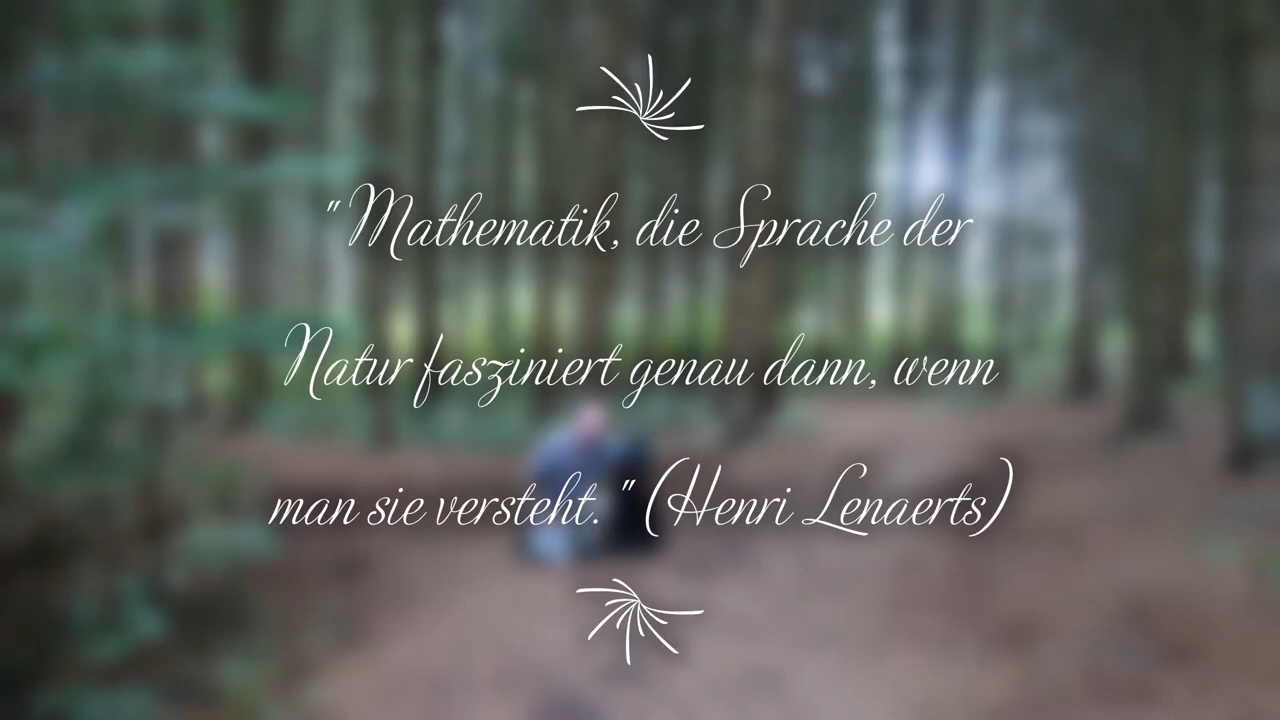 "Mathematik, die Sprache der
Natur fasziniert genau dann, wenn
man sie versteht." (Henri Lenaerts)